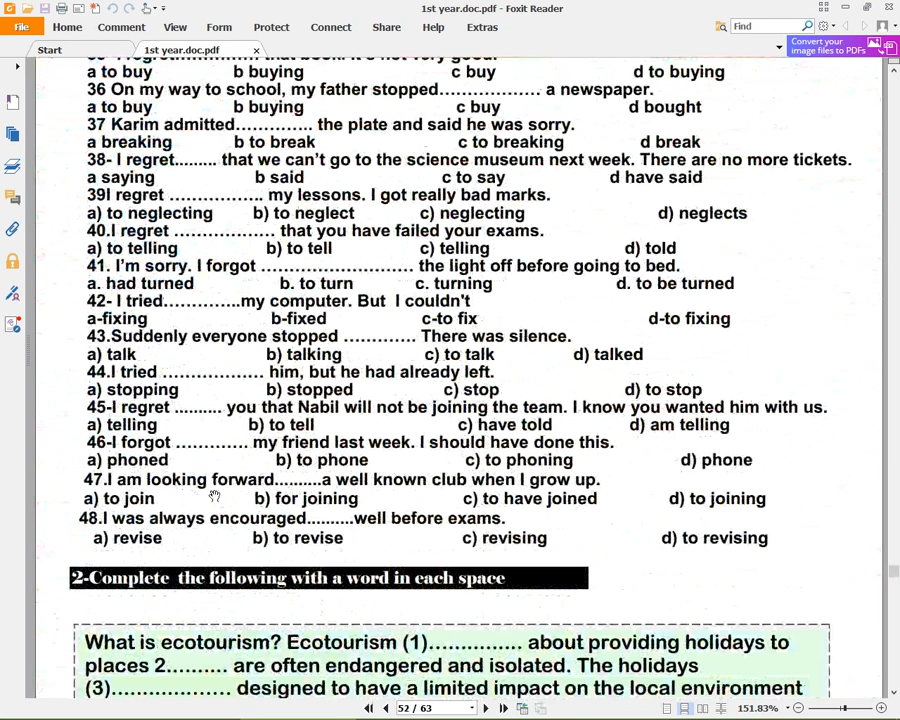 1st year.doc.pdf - Foxit Reader
File Home Comment View Form Protect Connect Share Help Extras Find
Start 1st year.doc.pdf
Convert your
image files to PDFs
a to buy b buying c buy d to buying
36 On my way to school, my father stopped……………… a newspaper.
a to buy b buying c buy d bought
37 Karim admitted………….. the plate and said he was sorry.
a breaking b to break c to breaking d break
38- I regret......... that we can't go to the science museum next week. There are no more tickets.
a saying b said c to say d have said
39I regret …………….. my lessons. I got really bad marks.
a) to neglecting b) to neglect c) neglecting d) neglects
40.I regret ……………… that you have failed your exams.
a) to telling b) to tell c) telling d) told
41. I'm sorry. I forgot ……………………… the light off before going to bed.
a. had turned b. to turn c. turning d. to be turned
42- I tried…………..my computer. But I couldn't
a-fixing b-fixed c-to fix d-to fixing
43.Suddenly everyone stopped …………. There was silence.
a) talk b) talking c) to talk d) talked
44.I tried ……………… him, but he had already left.
a) stopping b) stopped c) stop d) to stop
45-I regret .......... you that Nabil will not be joining the team. I know you wanted him with us.
a) telling b) to tell c) have told d) am telling
46-I forgot …………. my friend last week. I should have done this.
a) phoned b) to phone c) to phoning d) phone
47.I am looking forward..........a well known club when I grow up.
a) to join b) for joining c) to have joined d) to joining
48.I was always encouraged..........well before exams.
a) revise b) to revise c) revising d) to revising
2-Complete the following with a word in each space
What is ecotourism? Ecotourism (1)…………… about providing holidays to
places 2.......... are often endangered and isolated. The holidays
(3)………………. designed to have a limited impact on the local environment
52 / 63 151.83%